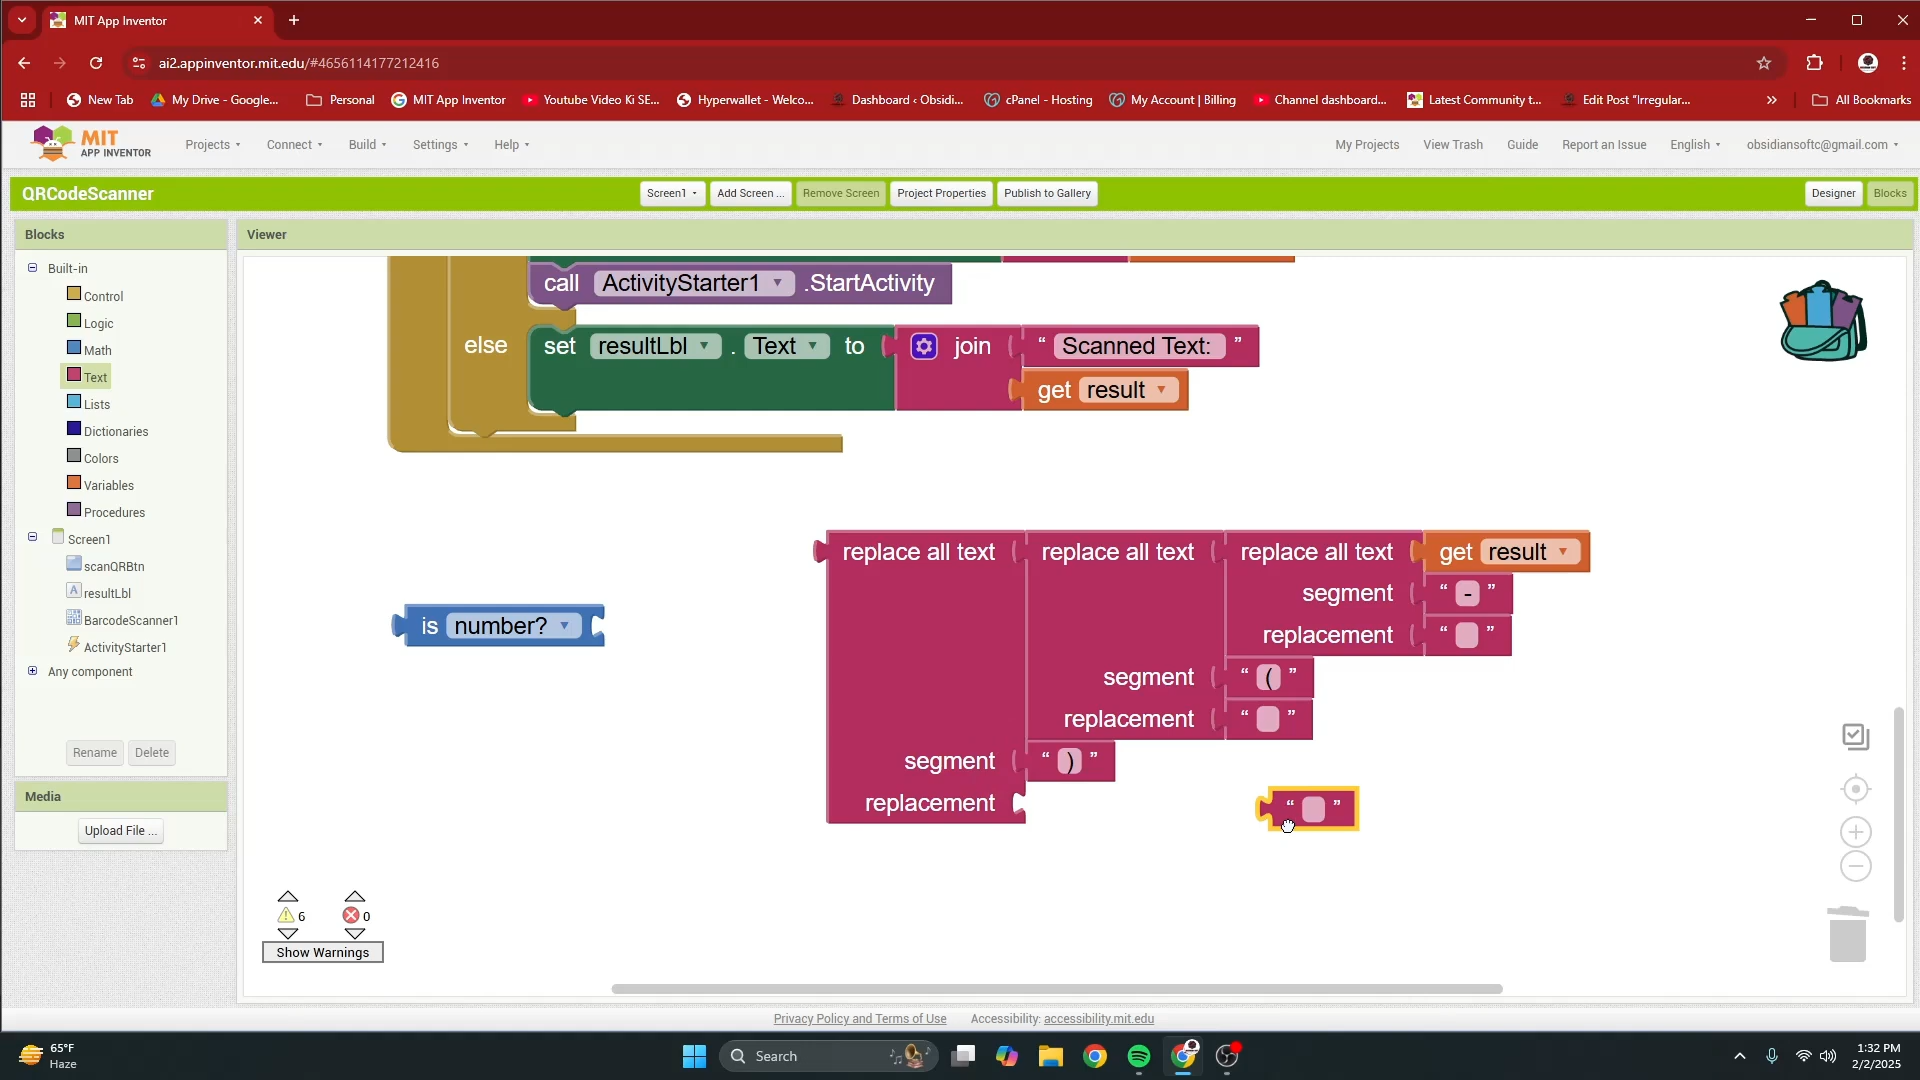 MIT App Inventor
ai2.appinventor.mit.edu/#4656114177212416
New Tab
My Drive - Google...
Personal
MIT App Inventor
Youtube Video Ki SE...
Hyperwallet - Welco...
Dashboard ‹ Obsidi...
cPanel - Hosting
My Account | Billing
Channel dashboard...
Latest Community t...
Edit Post "Irregular...
»
All Bookmarks
MIT
APP INVENTOR
Projects
Connect
Build
Settings
Help
My Projects
View Trash
Guide
Report an Issue
English
obsidiansoftc@gmail.com
QRCodeScanner
Screen1
Add Screen ...
Remove Screen
Project Properties
Publish to Gallery
Designer
Blocks
Blocks
Viewer
Built-in
Control
Logic
Math
Text
Lists
Dictionaries
Colors
Variables
Procedures
Screen1
scanQRBtn
resultLbl
BarcodeScanner1
ActivityStarter1
Any component
Rename
Delete
Media
Upload File ...
call ActivityStarter1 .StartActivity
else set resultLbl . Text to join “ Scanned Text: ”
get result
is number?
replace all text replace all text replace all text get result
segment “ - ”
replacement “ ”
segment “ ( ”
replacement “ ”
segment “ ) ”
replacement
“ ”
6
0
Show Warnings
Privacy Policy and Terms of Use
Accessibility: accessibility.mit.edu
65°F
Haze
Search
1:32 PM
2/2/2025